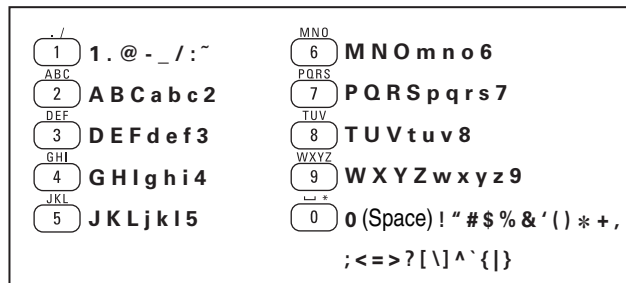 . /
1 1 . @ - _ / : ~
ABC
2 A B C a b c 2
DEF
3 D E F d e f 3
GHI
4 G H I g h i 4
JKL
5 J K L j k l 5
MNO
6 M N O m n o 6
PQRS
7 P Q R S p q r s 7
TUV
8 T U V t u v 8
WXYZ
9 W X Y Z w x y z 9
⎵ *
0 0 (Space) ! “ # $ % & ‘ ( ) * + ,
; < = > ? [ \ ] ^ ` { | }